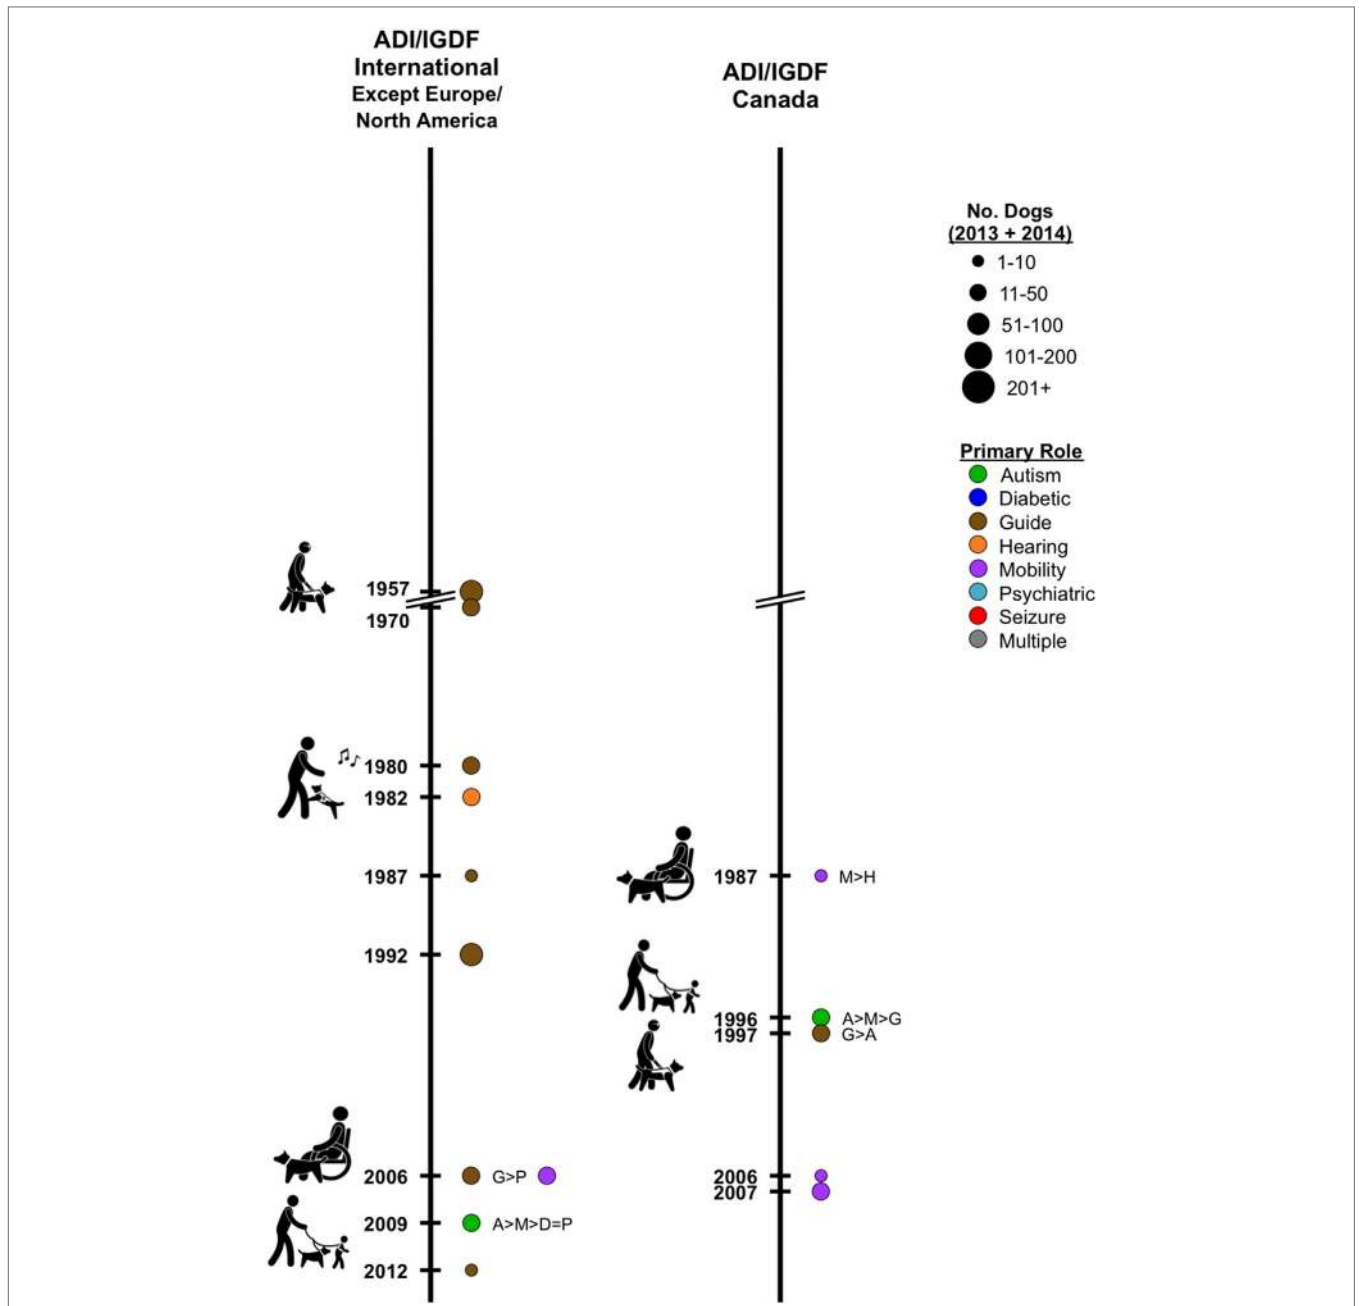 ADI/IGDF
International
Except Europe/
North America
1957
1970
1980
1982
1987
1992
2006
G>P
2009
A>M>D=P
2012
ADI/IGDF
Canada
1987
M>H
1996
A>M>G
1997
G>A
2006
2007
No. Dogs
(2013 + 2014)
1-10
11-50
51-100
101-200
201+
Primary Role
Autism
Diabetic
Guide
Hearing
Mobility
Psychiatric
Seizure
Multiple